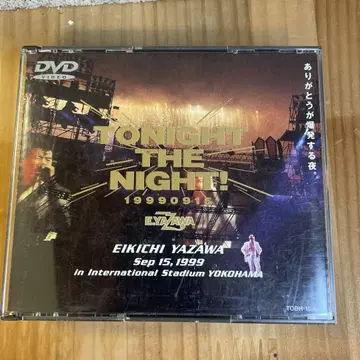 DVD
VIDEO
ありがとうが爆発する夜
TONIGHT
THE
NIGHT!
E.YAZAWA
EIKICHI YAZAWA
Sep 15, 1999
in International Stadium YOKOHAMA